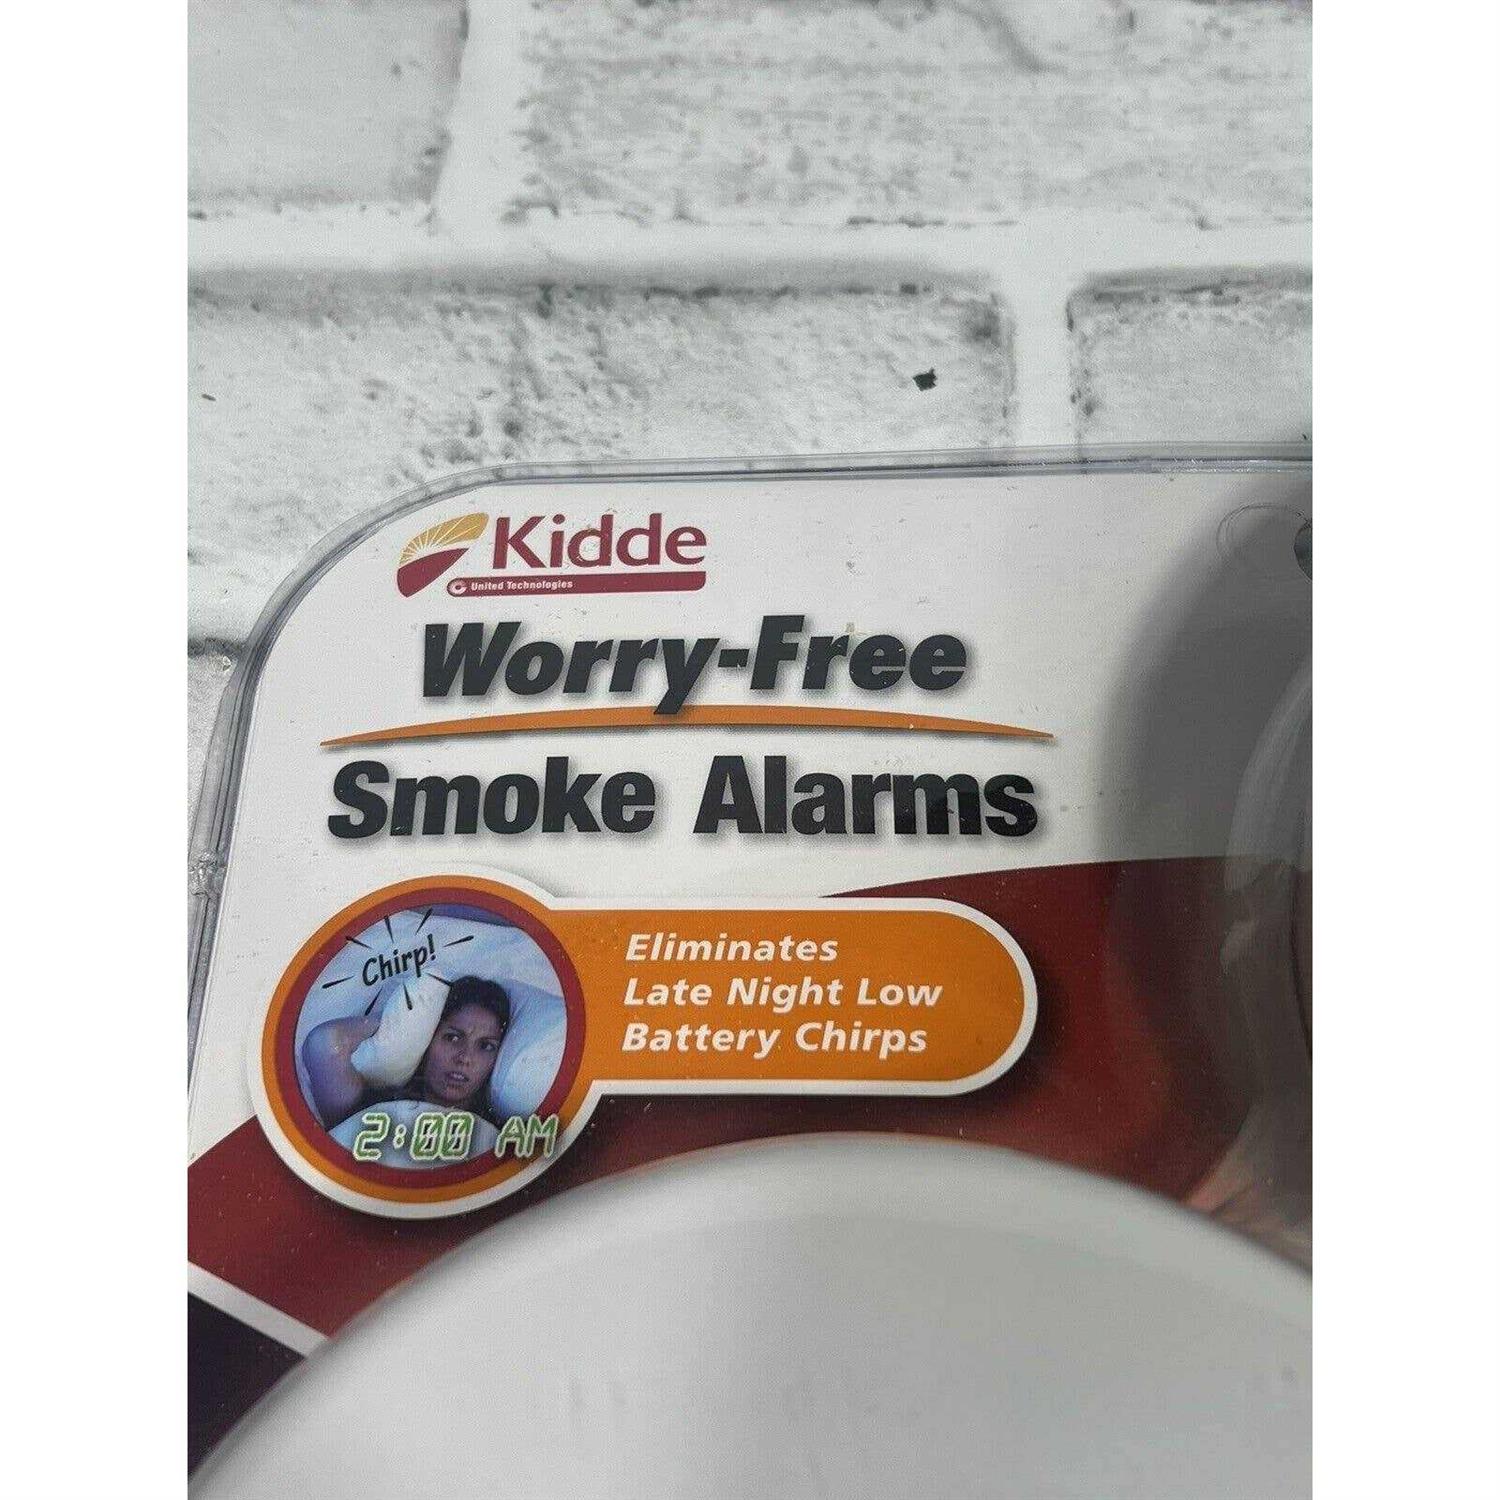 Kidde
United Technologies
Worry-Free
Smoke Alarms
Chirp!
Eliminates
Late Night Low
Battery Chirps
2:00 AM